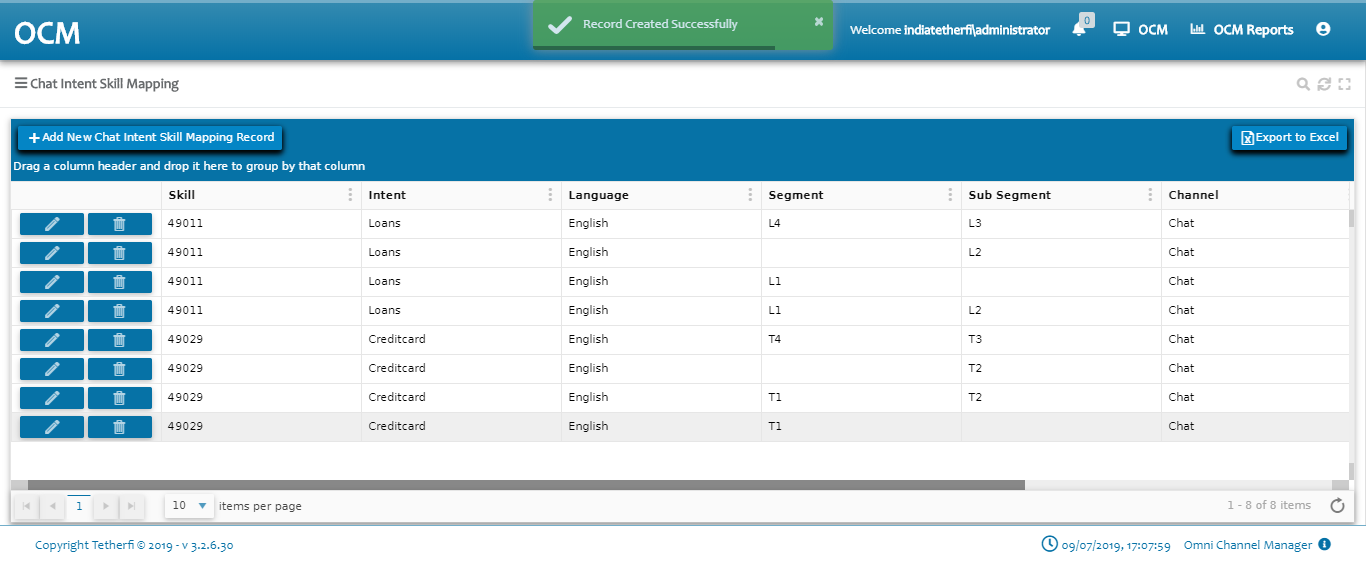 OCM
Record Created Successfully
Welcome indiatetherfi\administrator
0
OCM
OCM Reports
Chat Intent Skill Mapping
Add New Chat Intent Skill Mapping Record
Export to Excel
Drag a column header and drop it here to group by that column
Skill Intent Language Segment Sub Segment Channel
49011 Loans English L4 L3 Chat
49011 Loans English L2 Chat
49011 Loans English L1 Chat
49011 Loans English L1 L2 Chat
49029 Creditcard English T4 T3 Chat
49029 Creditcard English T2 Chat
49029 Creditcard English T1 T2 Chat
49029 Creditcard English T1 Chat
1 10 items per page 1 - 8 of 8 items
Copyright Tetherfi © 2019 - v 3.2.6.30 09/07/2019, 17:07:59 Omni Channel Manager